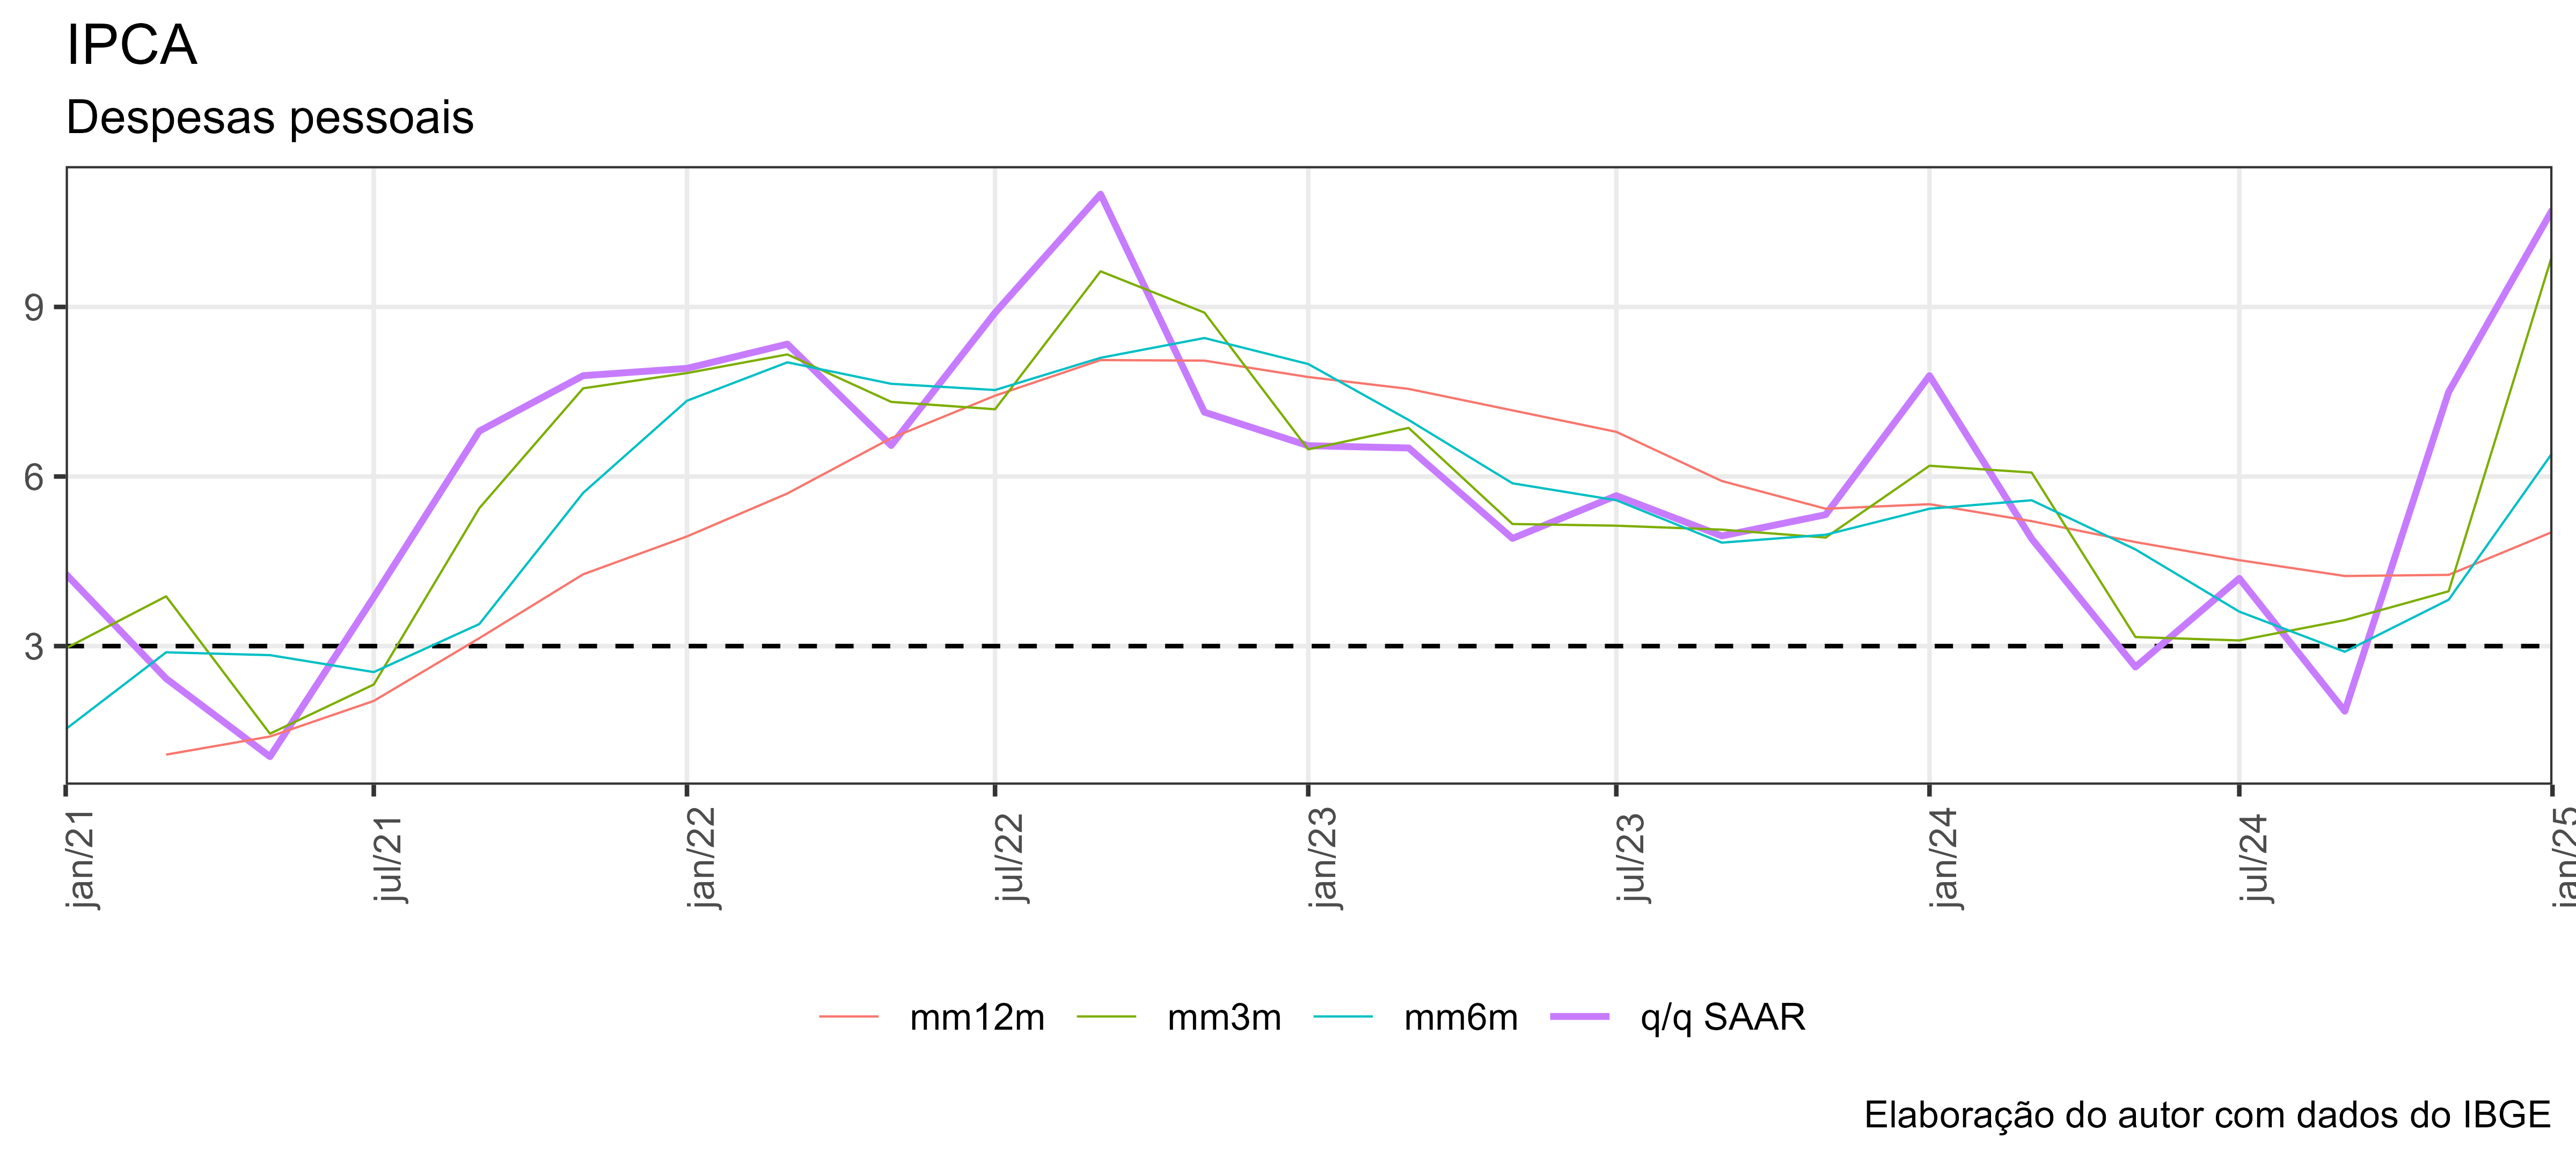 IPCA
Despesas pessoais
9
6
3
jan/21
jul/21
jan/22
jul/22
jan/23
jul/23
jan/24
jul/24
jan/25
mm12m
mm3m
mm6m
q/q SAAR
Elaboração do autor com dados do IBGE